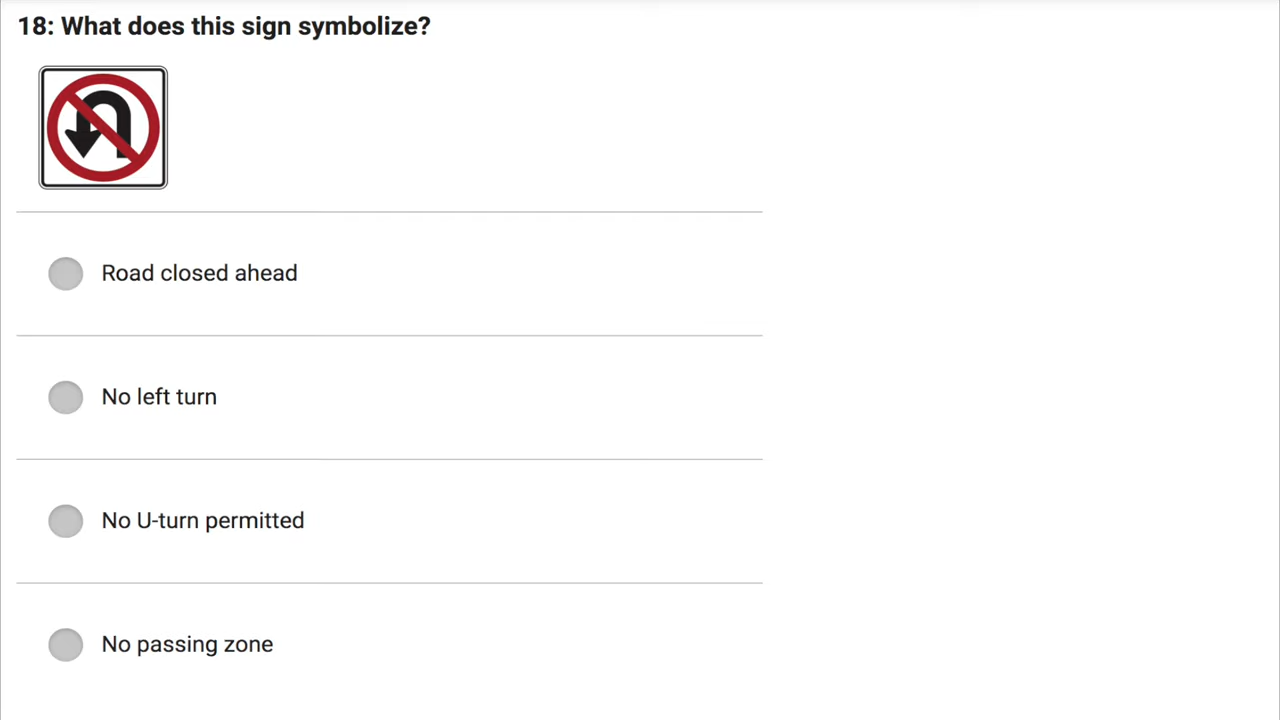 18: What does this sign symbolize?
Road closed ahead
No left turn
No U-turn permitted
No passing zone